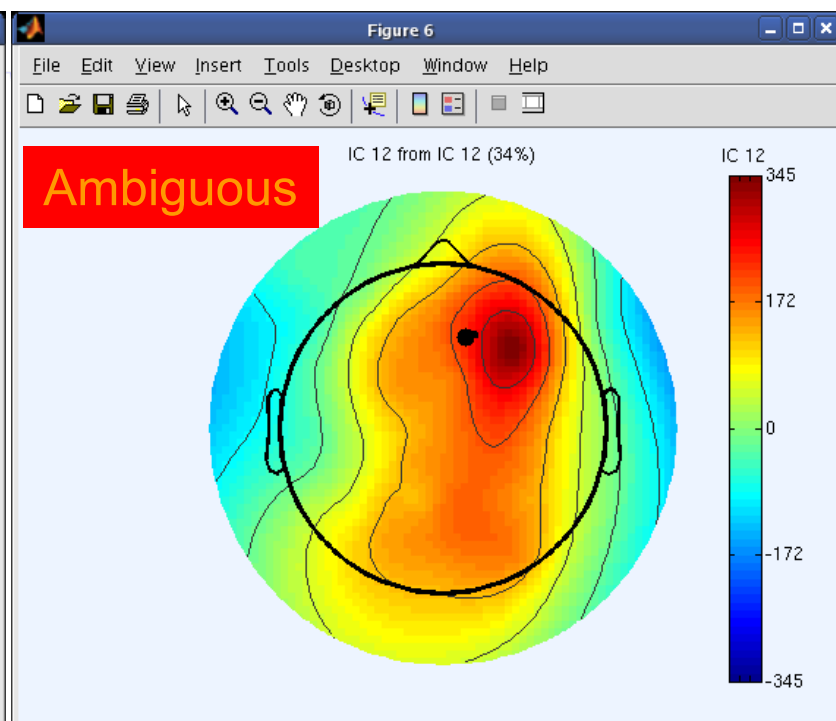 Figure 6
File Edit View Insert Tools Desktop Window Help
Ambiguous
IC 12 from IC 12 (34%)
IC 12
345
172
0
-172
-345